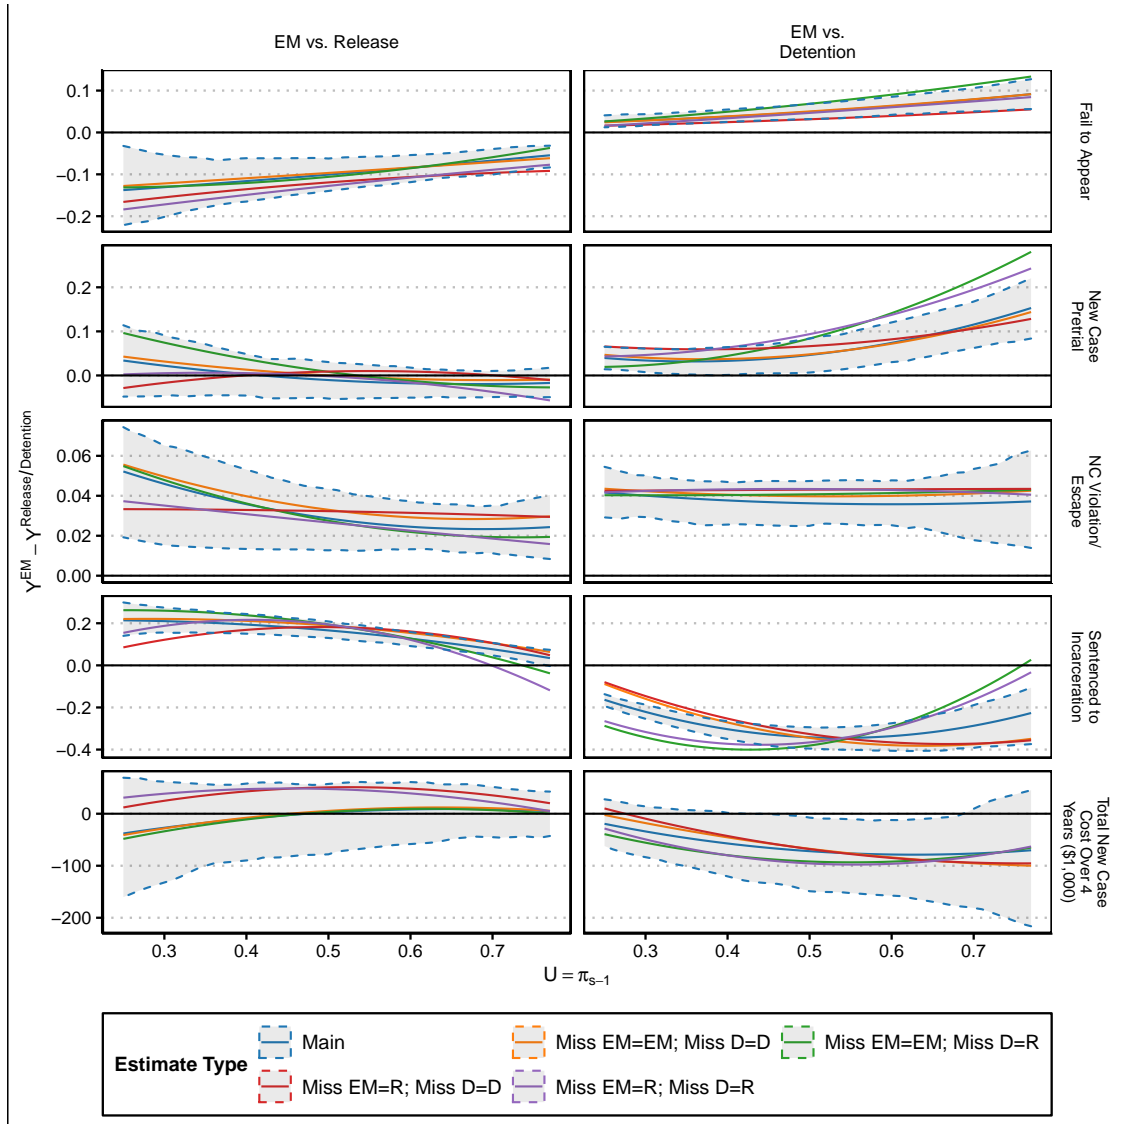 EM vs. Release
EM vs.
Detention
0.1
0.0
−0.1
−0.2
Fail to Appear
0.2
0.1
0.0
New Case
Pretrial
0.06
0.04
0.02
0.00
NC Violation/
Escape
0.2
0.0
−0.2
−0.4
Sentenced to
Incarceration
0
−100
−200
Total New Case
Cost Over 4
Years ($1,000)
Y^EM − Y^Release/Detention
0.3 0.4 0.5 0.6 0.7 0.3 0.4 0.5 0.6 0.7
U = π_s−1
Estimate Type
Main Miss EM=EM; Miss D=D Miss EM=EM; Miss D=R
Miss EM=R; Miss D=D Miss EM=R; Miss D=R